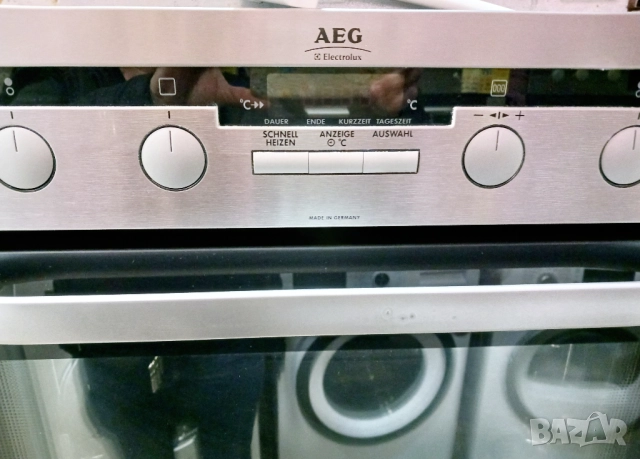 AEG
Electrolux
°C
°C
DAUER ENDE KURZZEIT TAGESZEIT
SCHNELL HEIZEN ANZEIGE °C AUSWAHL
− +
MADE IN GERMANY
BAZAR